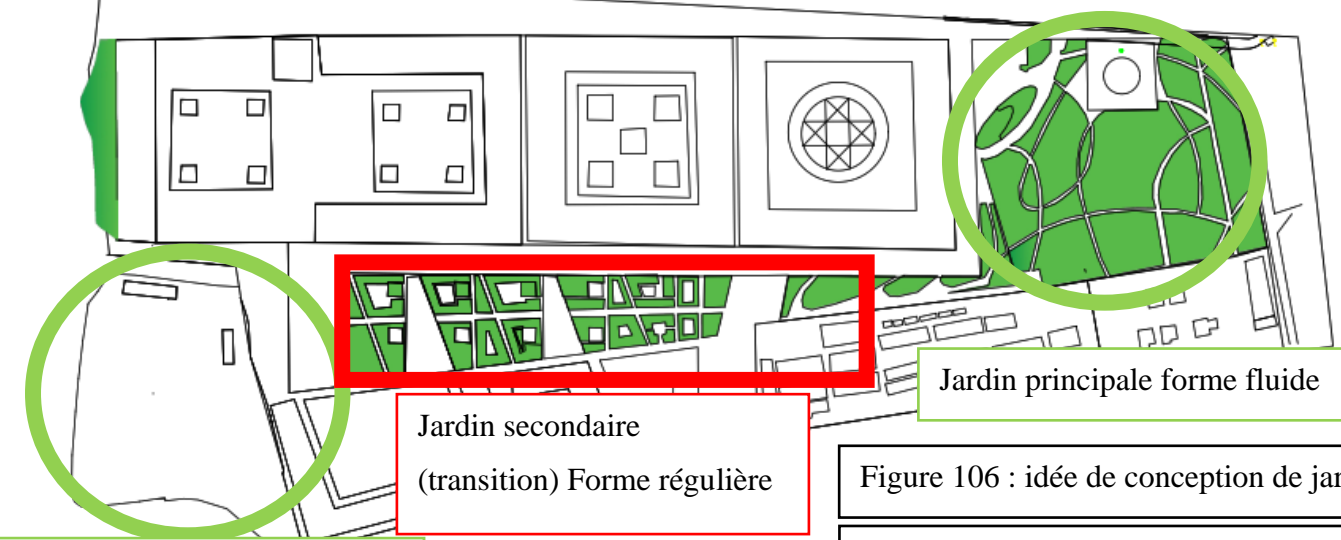 Jardin principale forme fluide
Jardin secondaire
(transition) Forme régulière
Figure 106 : idée de conception de